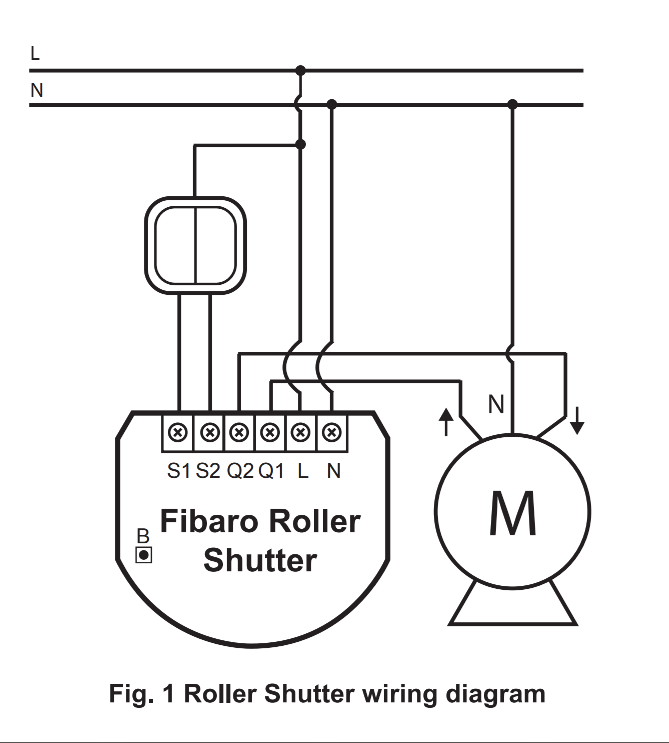 L
N
N
M
S1 S2 Q2 Q1 L N
Fibaro Roller
Shutter
B
Fig. 1 Roller Shutter wiring diagram